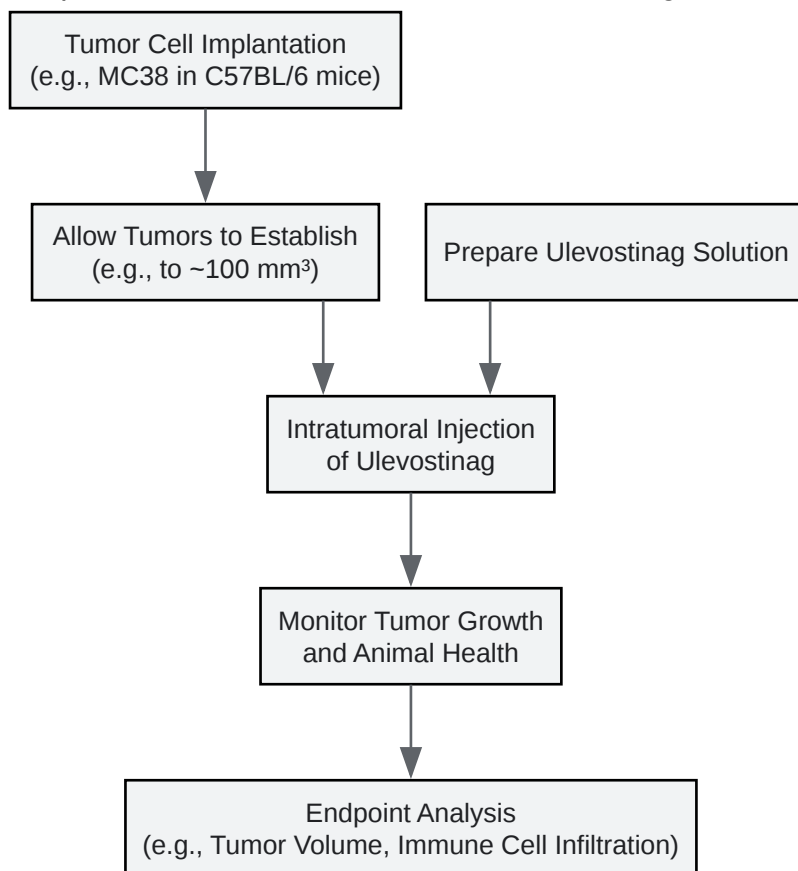 Tumor Cell Implantation
(e.g., MC38 in C57BL/6 mice)
Allow Tumors to Establish
(e.g., to ~100 mm³)
Prepare Ulevostinag Solution
Intratumoral Injection
of Ulevostinag
Monitor Tumor Growth
and Animal Health
Endpoint Analysis
(e.g., Tumor Volume, Immune Cell Infiltration)